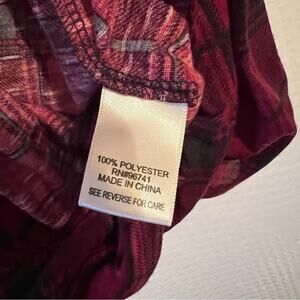 100% POLYESTER
RN#96741
MADE IN CHINA
SEE REVERSE FOR CARE